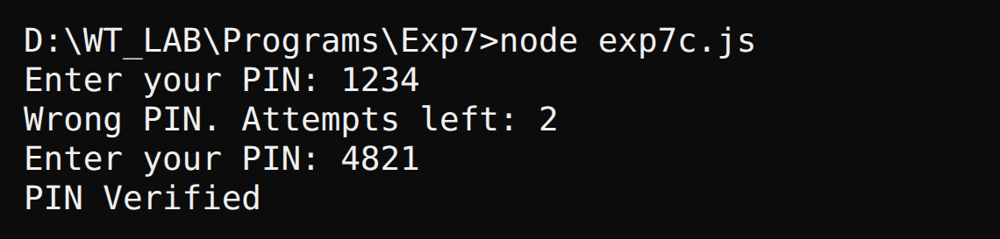 D:\WT_LAB\Programs\Exp7>node exp7c.js
Enter your PIN: 1234
Wrong PIN. Attempts left: 2
Enter your PIN: 4821
PIN Verified